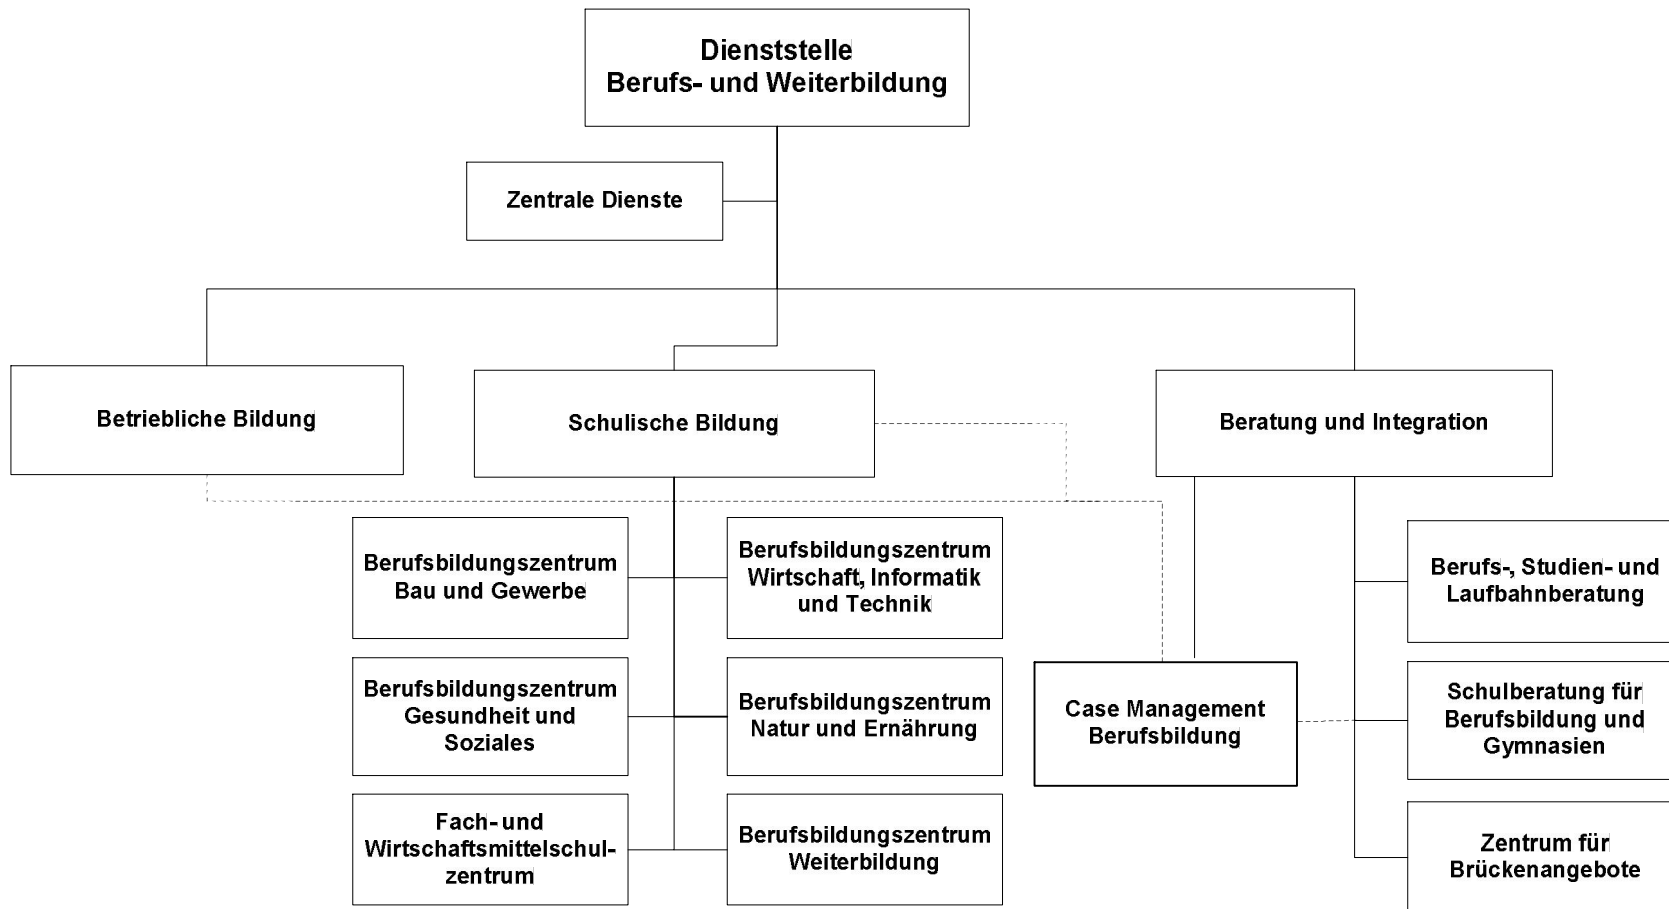 Dienststelle
Berufs- und Weiterbildung
Zentrale Dienste
Betriebliche Bildung
Schulische Bildung
Beratung und Integration
Berufsbildungszentrum
Bau und Gewerbe
Berufsbildungszentrum
Wirtschaft, Informatik
und Technik
Berufs-, Studien- und
Laufbahnberatung
Berufsbildungszentrum
Gesundheit und
Soziales
Berufsbildungszentrum
Natur und Ernährung
Case Management
Berufsbildung
Schulberatung für
Berufsbildung und
Gymnasien
Fach- und
Wirtschaftsmittelschul-
zentrum
Berufsbildungszentrum
Weiterbildung
Zentrum für
Brückenangebote